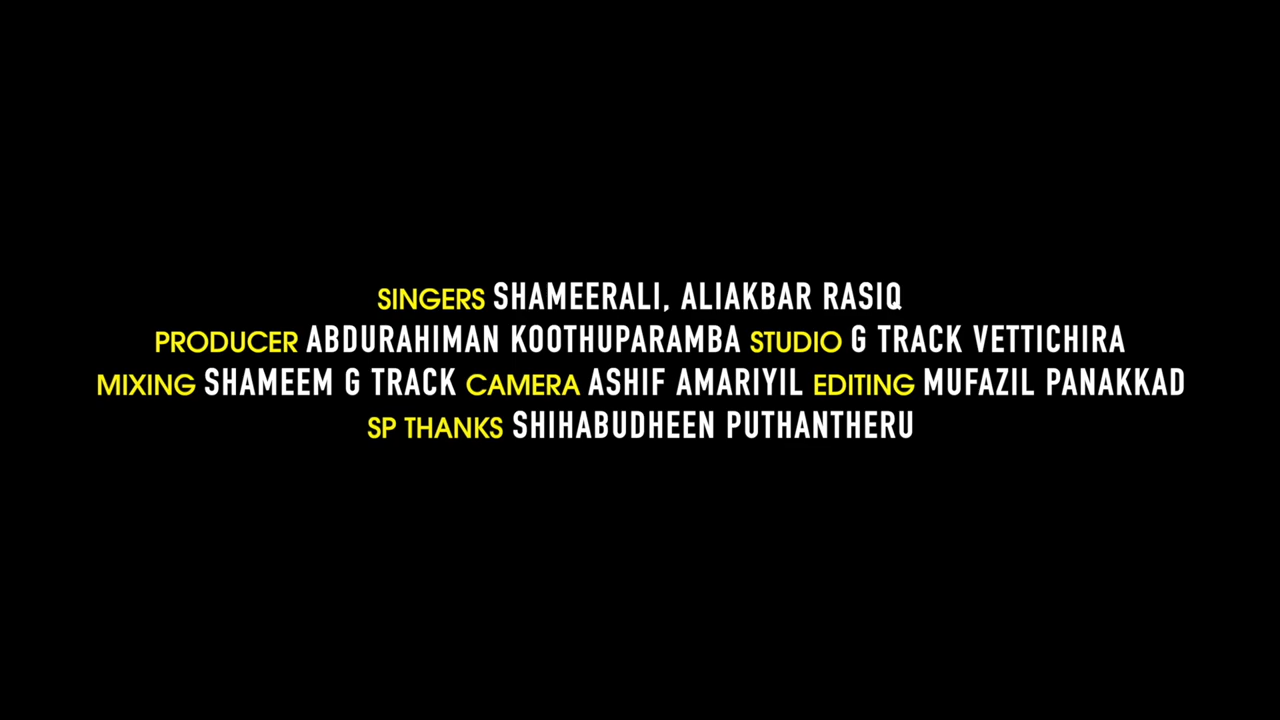 SINGERS SHAMEERALI, ALIAKBAR RASIQ
PRODUCER ABDURAHIMAN KOOTHUPARAMBA STUDIO G TRACK VETTICHIRA
MIXING SHAMEEM G TRACK CAMERA ASHIF AMARIYIL EDITING MUFAZIL PANAKKAD
SP THANKS SHIHABUDHEEN PUTHANTHERU